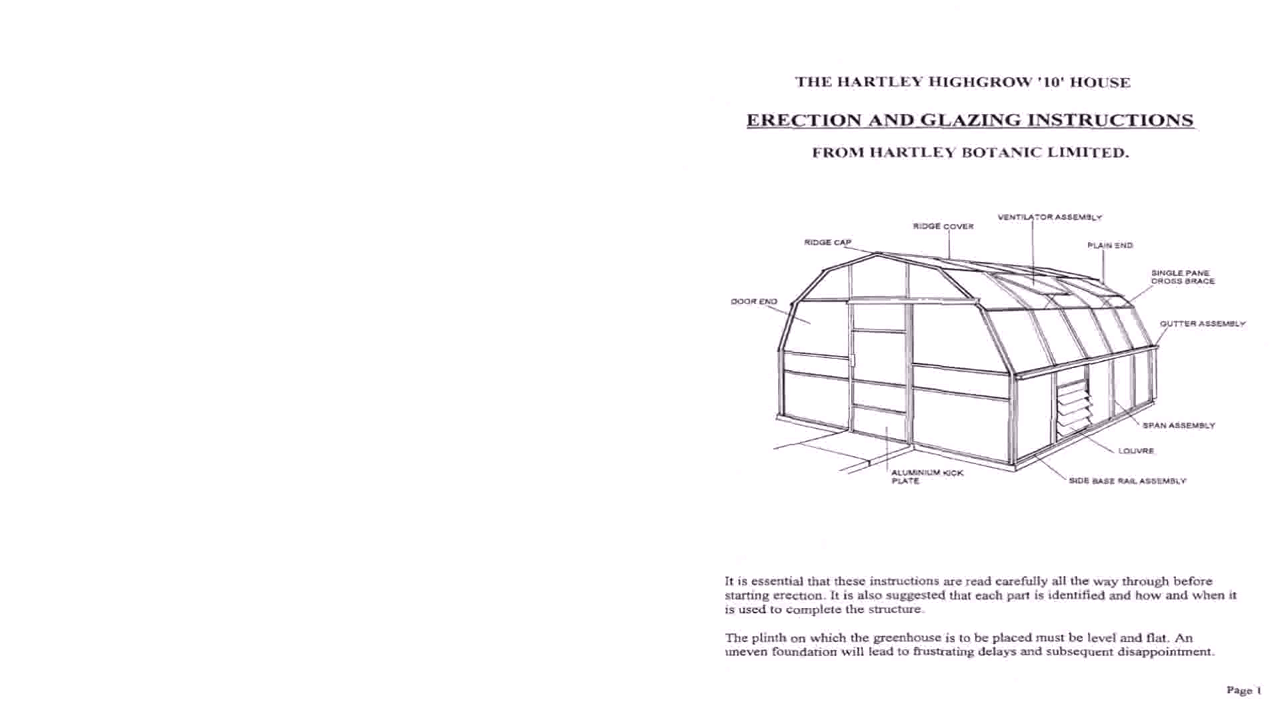 THE HARTLEY HIGHGROW '10' HOUSE
ERECTION AND GLAZING INSTRUCTIONS
FROM HARTLEY BOTANIC LIMITED.
VENTILATOR ASSEMBLY
RIDGE COVER
RIDGE CAP
PLAIN END
SINGLE PANE
CROSS BRACE
DOOR END
GUTTER ASSEMBLY
SPAN ASSEMBLY
LOUVRE
ALUMINIUM KICK
PLATE
SIDE BASE RAIL ASSEMBLY
It is essential that these instructions are read carefully all the way through before
starting erection. It is also suggested that each part is identified and how and when it
is used to complete the structure.
The plinth on which the greenhouse is to be placed must be level and flat. An
uneven foundation will lead to frustrating delays and subsequent disappointment.
Page 1